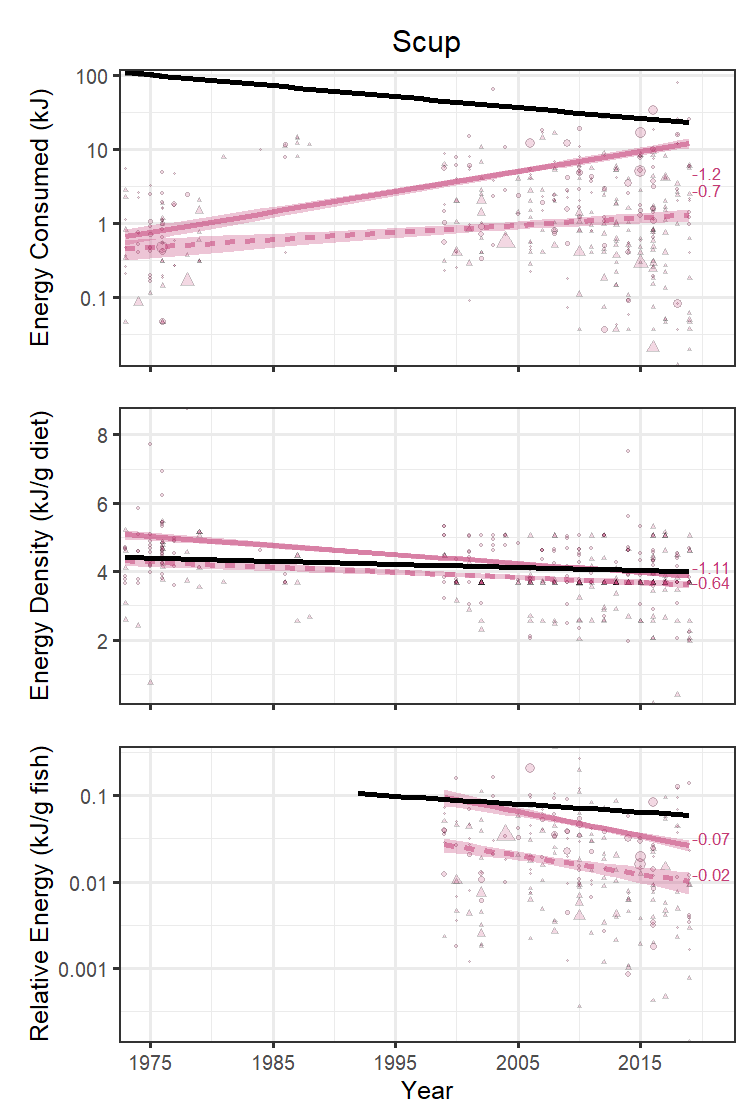 Scup
Energy Consumed (kJ)
100
10
1
0.1
-1.2
-0.7
Energy Density (kJ/g diet)
8
6
4
2
-1.11
-0.64
Relative Energy (kJ/g fish)
0.1
0.01
0.001
-0.07
-0.02
1975 1985 1995 2005 2015
Year